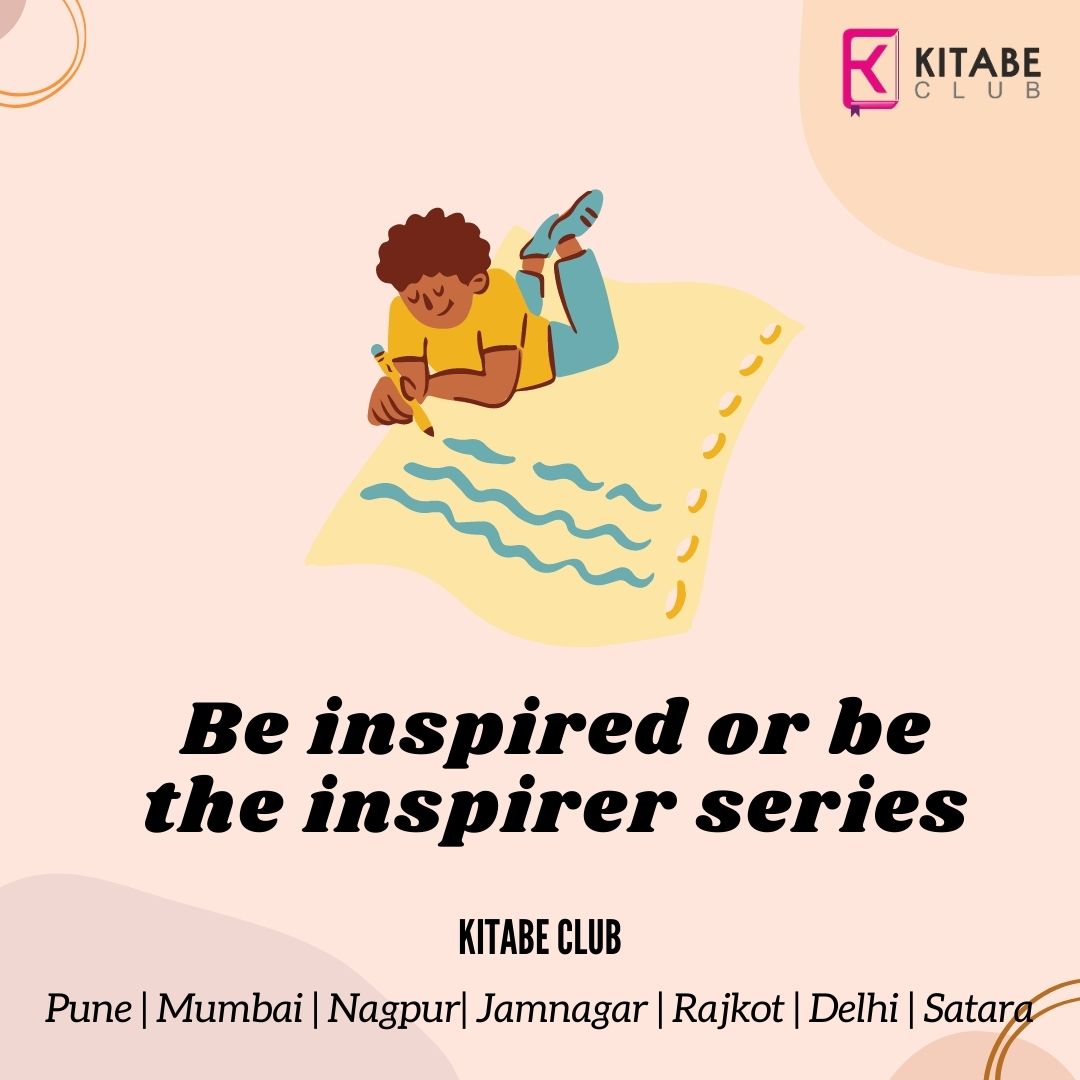 KITABE
CLUB
Be inspired or be
the inspirer series
KITABE CLUB
Pune | Mumbai | Nagpur| Jamnagar | Rajkot | Delhi | Satara